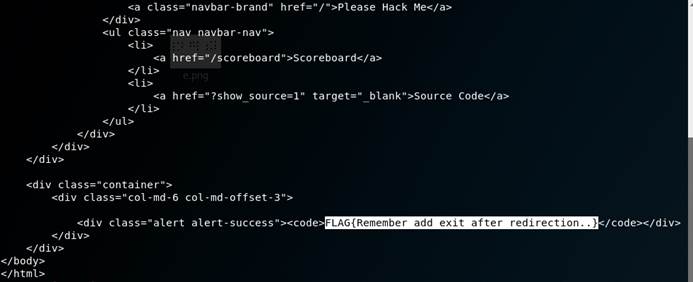 <a class="navbar-brand" href="/">Please Hack Me</a>
</div>
<ul class="nav navbar-nav">
<li>
<a href="/scoreboard">Scoreboard</a>
</li>
e.png
<li>
<a href="?show_source=1" target="_blank">Source Code</a>
</li>
</ul>
</div>
</div>
</div>
<div class="container">
<div class="col-md-6 col-md-offset-3">
<div class="alert alert-success"><code>FLAG{Remember add exit after redirection..}</code></div>
</div>
</div>
</body>
</html>